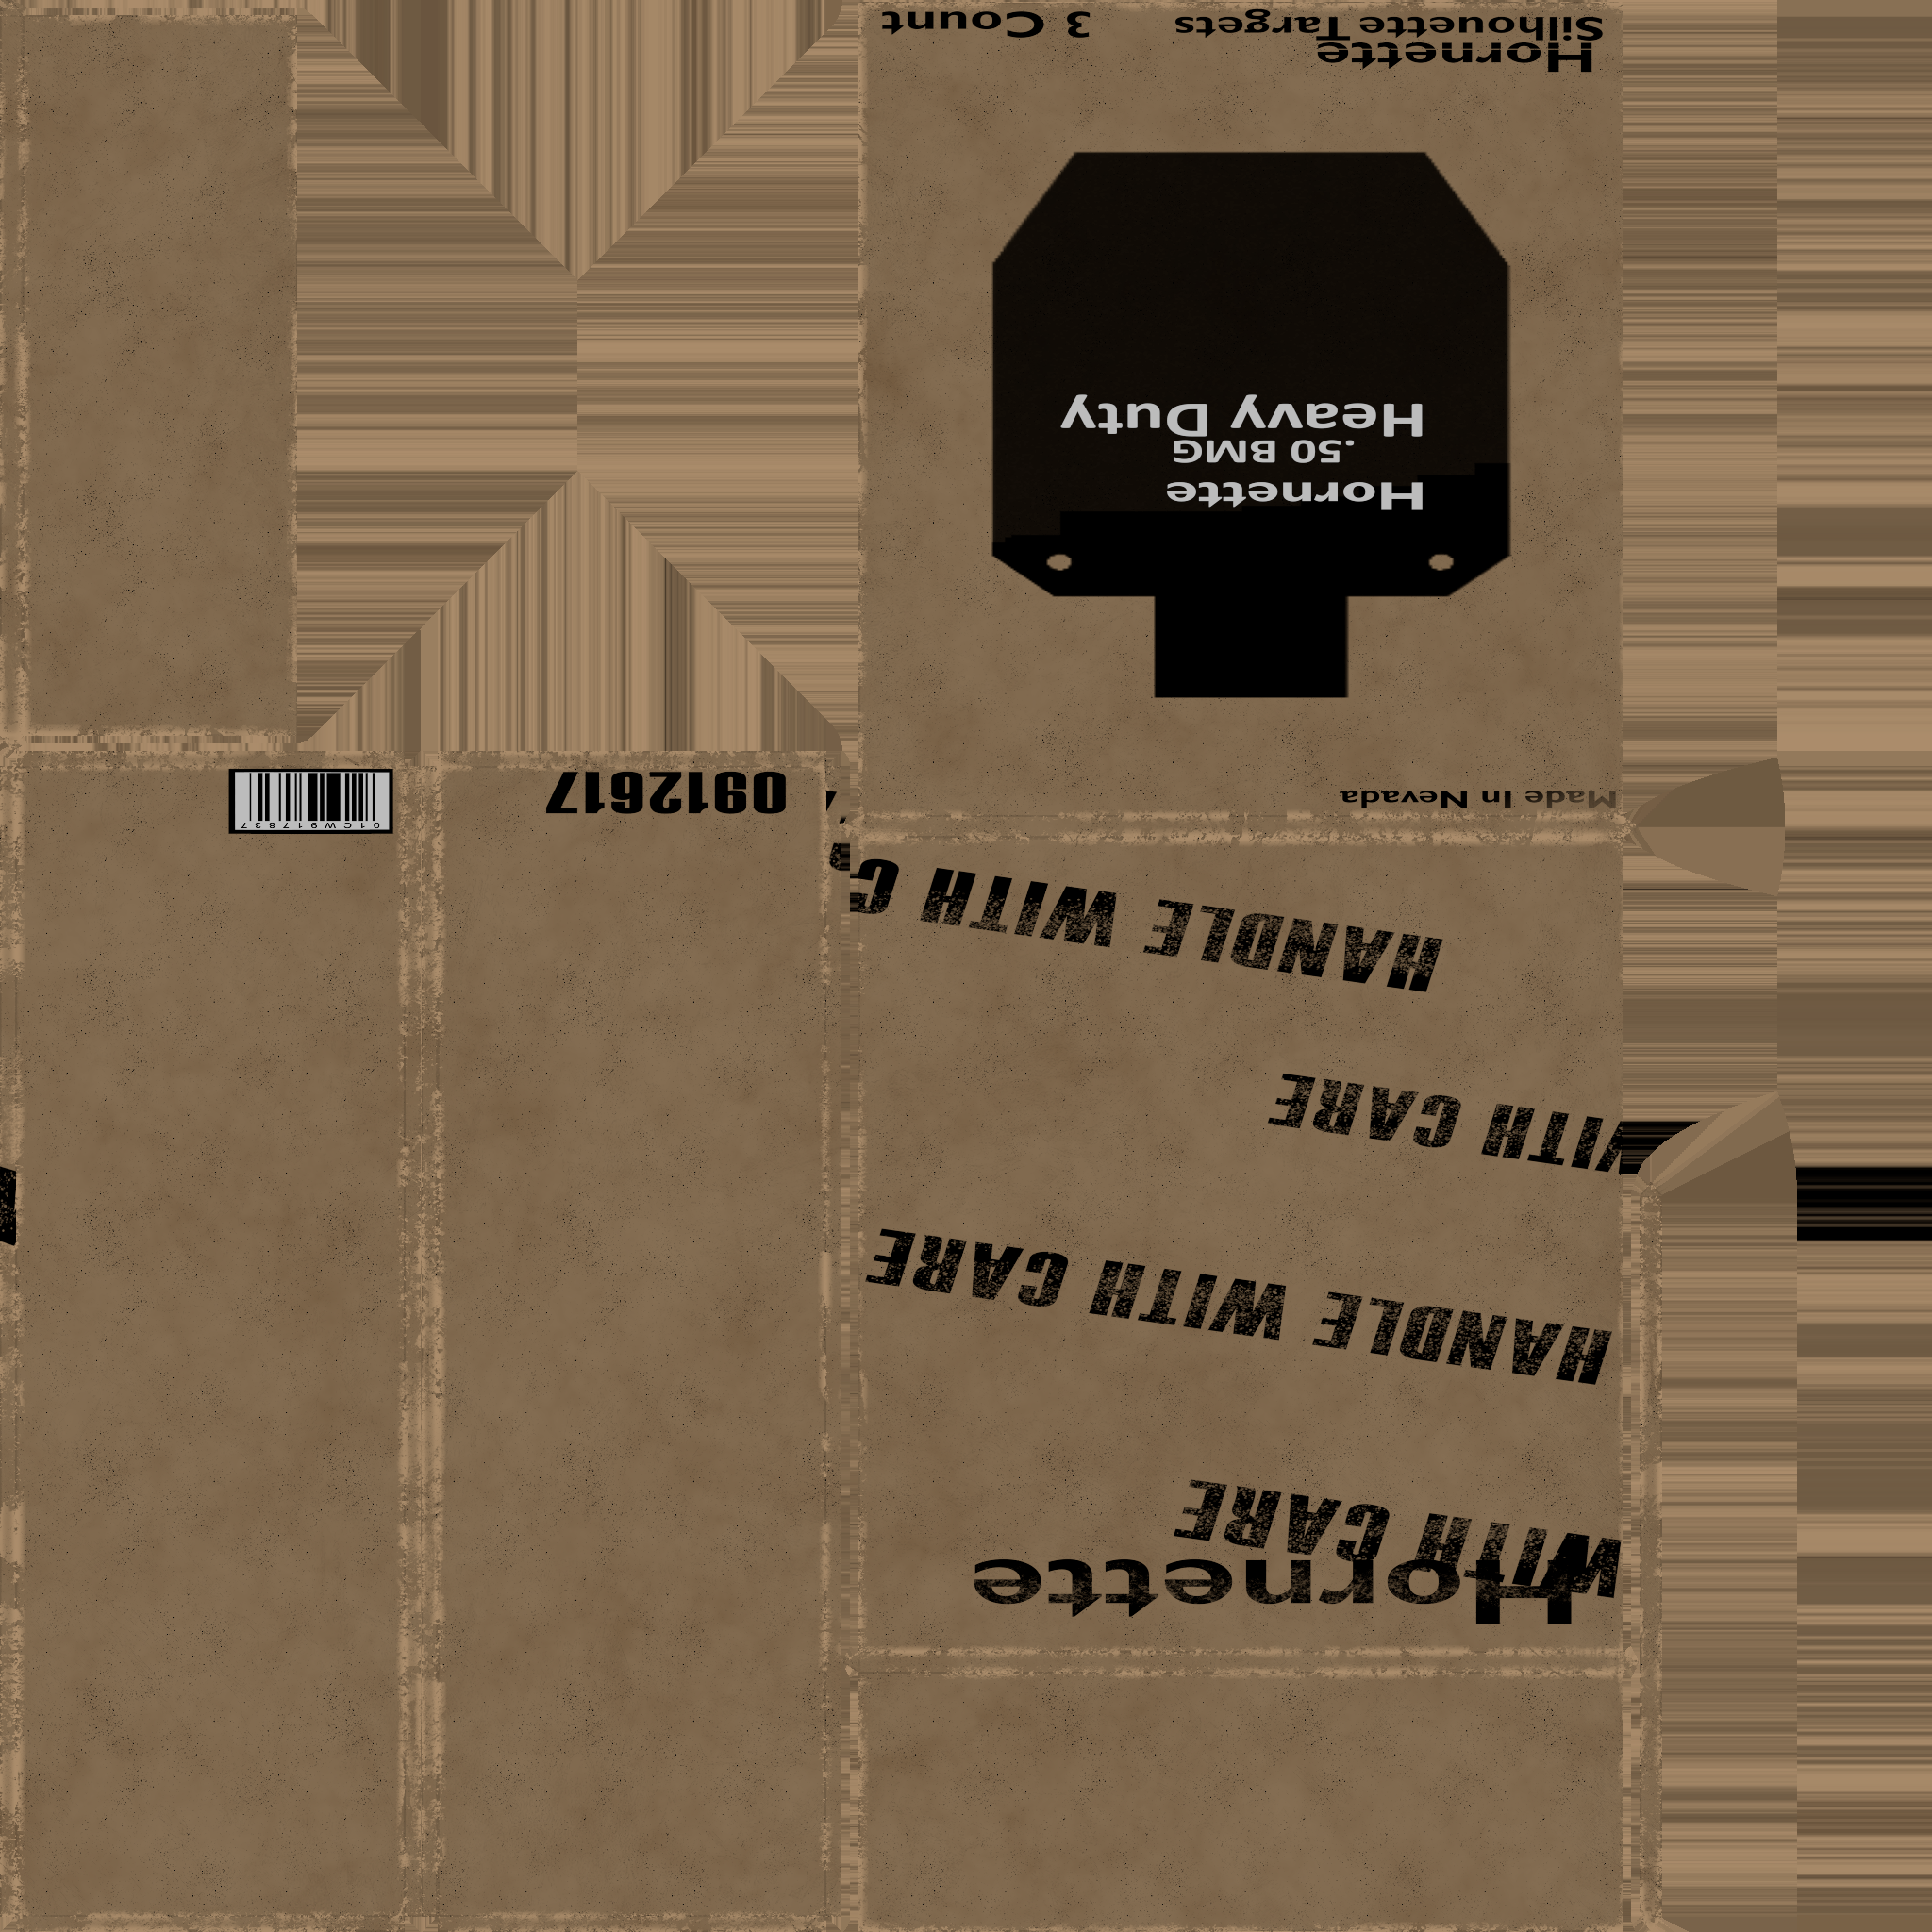 Hornette
Silhouette Targets
3 Count
Hornette
.50 BMG
Heavy Duty
Made In Nevada
01CW917837
0912617
HANDLE WITH C
WITH CARE
HANDLE WITH CARE
WITH CARE
Hornette